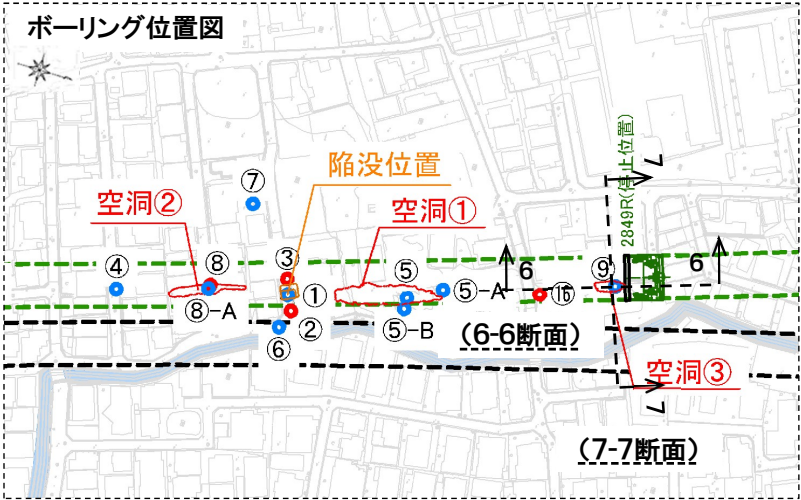 ボーリング位置図
陥没位置
⑦
空洞②
空洞①
2849R(停止位置)
7
③
④
⑧
⑤
⑤-A
6
⑨
6
①
⑯
⑧-A
②
⑤-B
⑥
(6-6断面)
空洞③
7
(7-7断面)